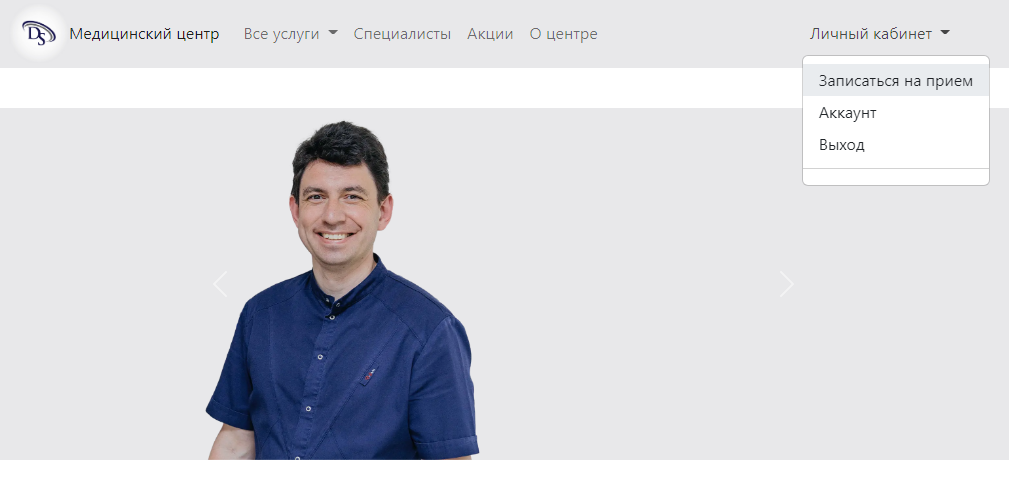 DS
Медицинский центр
Все услуги
Специалисты
Акции
О центре
Личный кабинет
Записаться на прием
Аккаунт
Выход